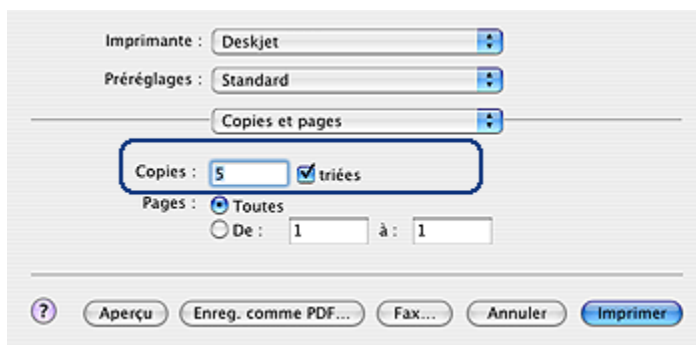 Imprimante : Deskjet
Préréglages : Standard
Copies et pages
Copies : 5 triées
Pages : Toutes
De : 1 à : 1
? Aperçu Enreg. comme PDF... Fax... Annuler Imprimer